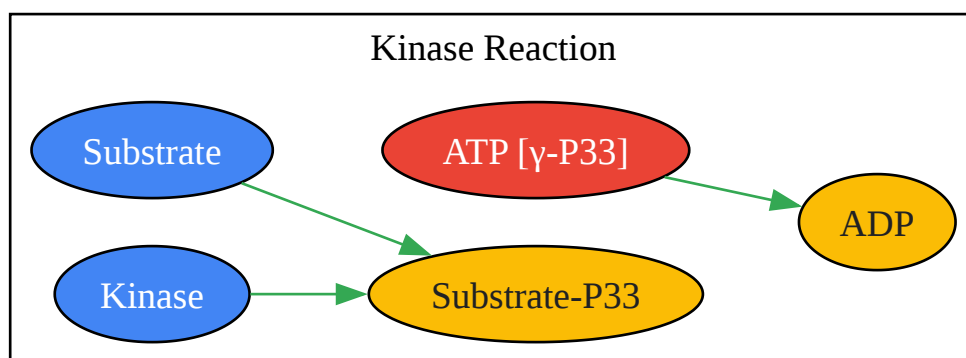 Kinase Reaction
Substrate
ATP [γ-P33]
ADP
Kinase
Substrate-P33